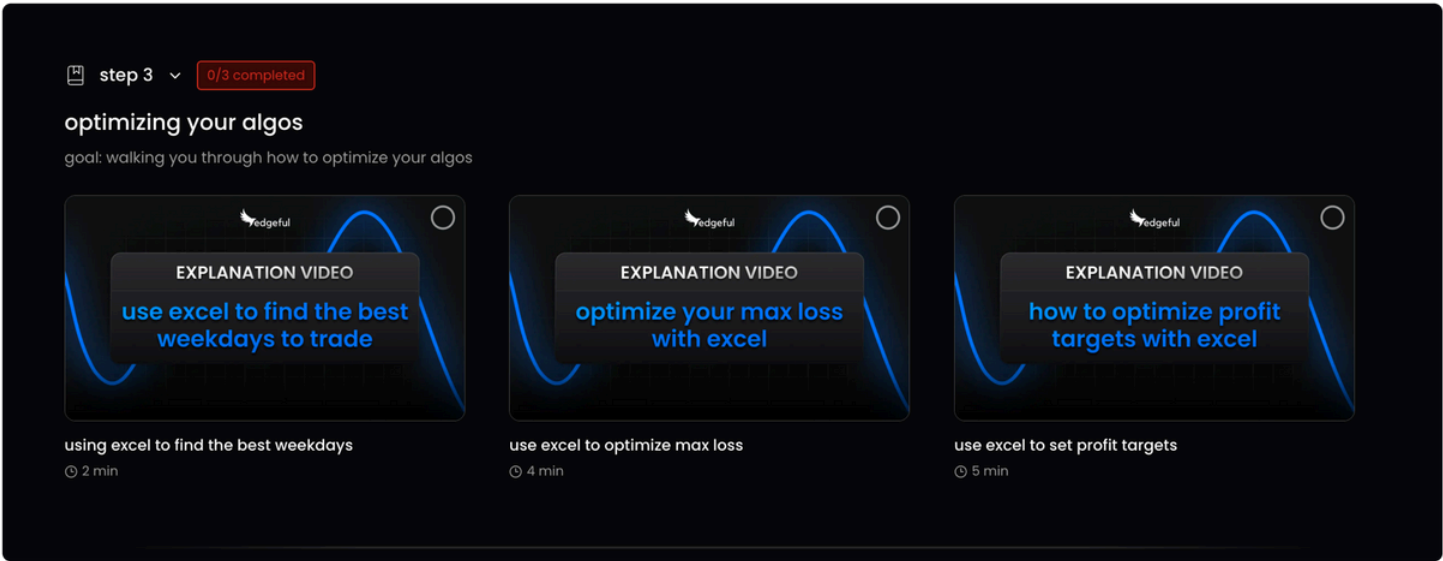 step 3
0/3 completed
optimizing your algos
goal: walking you through how to optimize your algos
edgeful
EXPLANATION VIDEO
use excel to find the best
weekdays to trade
using excel to find the best weekdays
2 min
edgeful
EXPLANATION VIDEO
optimize your max loss
with excel
use excel to optimize max loss
4 min
edgeful
EXPLANATION VIDEO
how to optimize profit
targets with excel
use excel to set profit targets
5 min